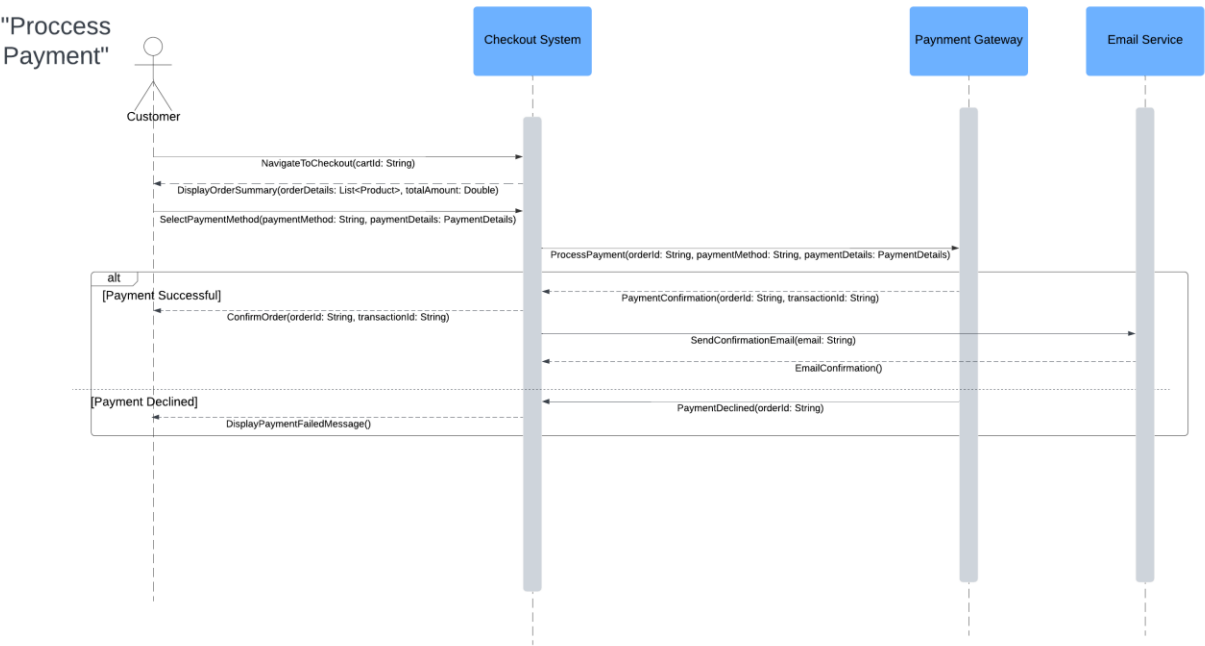 "Proccess
Payment"
Checkout System
Paynment Gateway
Email Service
Customer
NavigateToCheckout(cartId: String)
DisplayOrderSummary(orderDetails: List<Product>, totalAmount: Double)
SelectPaymentMethod(paymentMethod: String, paymentDetails: PaymentDetails)
ProcessPayment(orderId: String, paymentMethod: String, paymentDetails: PaymentDetails)
alt
[Payment Successful]
PaymentConfirmation(orderId: String, transactionId: String)
ConfirmOrder(orderId: String, transactionId: String)
SendConfirmationEmail(email: String)
EmailConfirmation()
[Payment Declined]
PaymentDeclined(orderId: String)
DisplayPaymentFailedMessage()